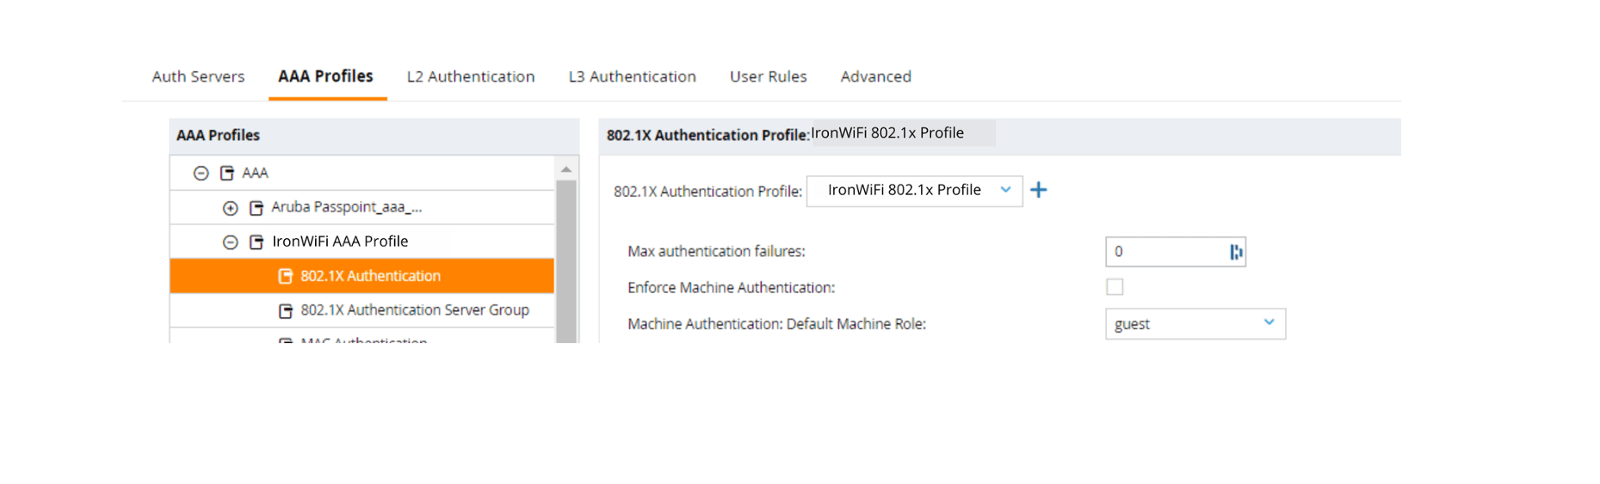 Auth Servers AAA Profiles L2 Authentication L3 Authentication User Rules Advanced
AAA Profiles
AAA
Aruba Passpoint_aaa_...
IronWiFi AAA Profile
802.1X Authentication
802.1X Authentication Server Group
MAC Authentication
802.1X Authentication Profile: IronWiFi 802.1x Profile
802.1X Authentication Profile: IronWiFi 802.1x Profile
Max authentication failures: 0
Enforce Machine Authentication:
Machine Authentication: Default Machine Role: guest